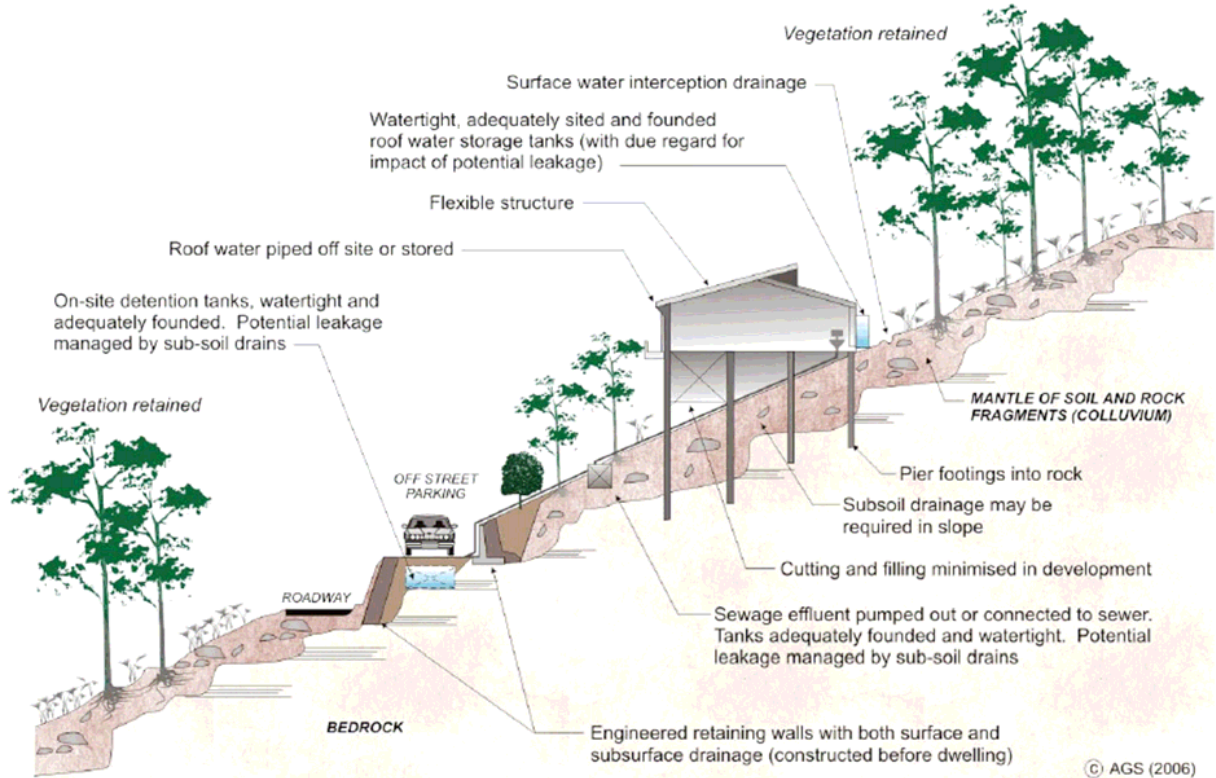 Vegetation retained
Surface water interception drainage
Watertight, adequately sited and founded
roof water storage tanks (with due regard for
impact of potential leakage)
Flexible structure
Roof water piped off site or stored
On-site detention tanks, watertight and
adequately founded. Potential leakage
managed by sub-soil drains
Vegetation retained
MANTLE OF SOIL AND ROCK
FRAGMENTS (COLLUVIUM)
OFF STREET
PARKING
Pier footings into rock
Subsoil drainage may be
required in slope
Cutting and filling minimised in development
ROADWAY
Sewage effluent pumped out or connected to sewer.
Tanks adequately founded and watertight. Potential
leakage managed by sub-soil drains
BEDROCK
Engineered retaining walls with both surface and
subsurface drainage (constructed before dwelling)
© AGS (2006)